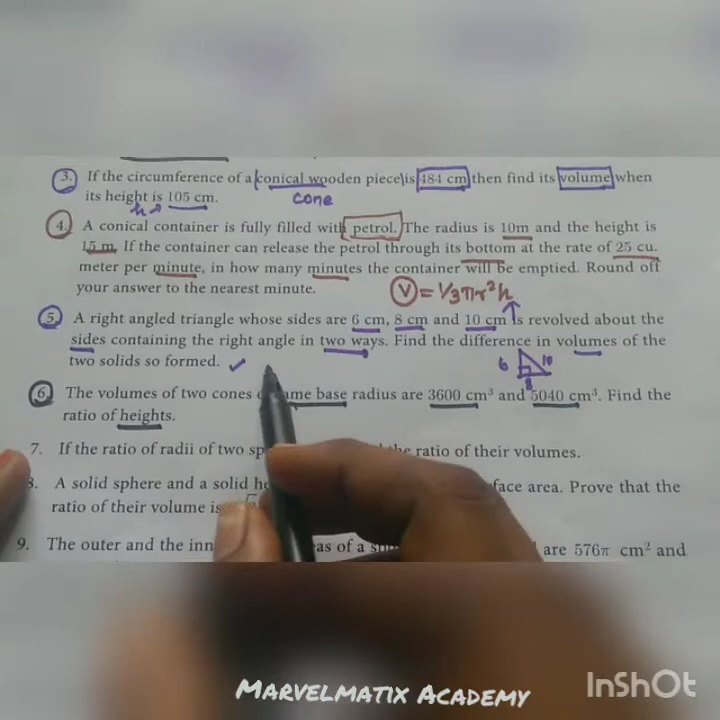 3. If the circumference of a conical wooden piece is 484 cm then find its volume when
its height is 105 cm.
h → cone
4. A conical container is fully filled with petrol. The radius is 10m and the height is
15 m. If the container can release the petrol through its bottom at the rate of 25 cu.
meter per minute, in how many minutes the container will be emptied. Round off
your answer to the nearest minute.
V = 1/3 πr²h
5. A right angled triangle whose sides are 6 cm, 8 cm and 10 cm is revolved about the
sides containing the right angle in two ways. Find the difference in volumes of the
two solids so formed.
6 10
8
6. The volumes of two cones base radius are 3600 cm³ and 5040 cm³. Find the
ratio of heights.
7. If the ratio of radii of two the ratio of their volumes.
8. A solid sphere and a solid area. Prove that the
ratio of their volume is
9. The outer and the of a are 576π cm² and
MARVELMATIX ACADEMY
InShOt